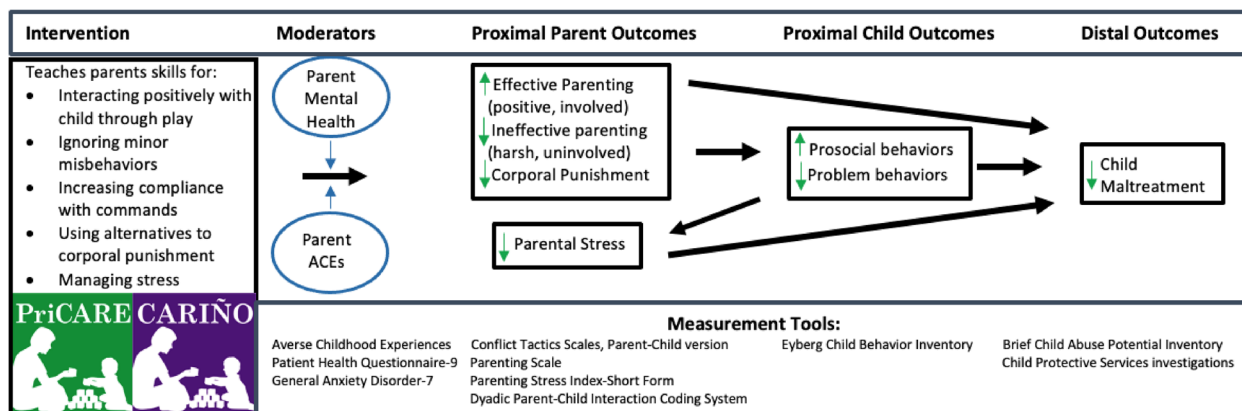 Intervention
Moderators
Proximal Parent Outcomes
Proximal Child Outcomes
Distal Outcomes
Teaches parents skills for:
• Interacting positively with
child through play
• Ignoring minor
misbehaviors
• Increasing compliance
with commands
• Using alternatives to
corporal punishment
• Managing stress
PriCARE
CARIÑO
Parent
Mental
Health
Parent
ACEs
Effective Parenting
(positive, involved)
Ineffective parenting
(harsh, uninvolved)
Corporal Punishment
Parental Stress
Prosocial behaviors
Problem behaviors
Child
Maltreatment
Measurement Tools:
Averse Childhood Experiences
Patient Health Questionnaire-9
General Anxiety Disorder-7
Conflict Tactics Scales, Parent-Child version
Parenting Scale
Parenting Stress Index-Short Form
Dyadic Parent-Child Interaction Coding System
Eyberg Child Behavior Inventory
Brief Child Abuse Potential Inventory
Child Protective Services investigations